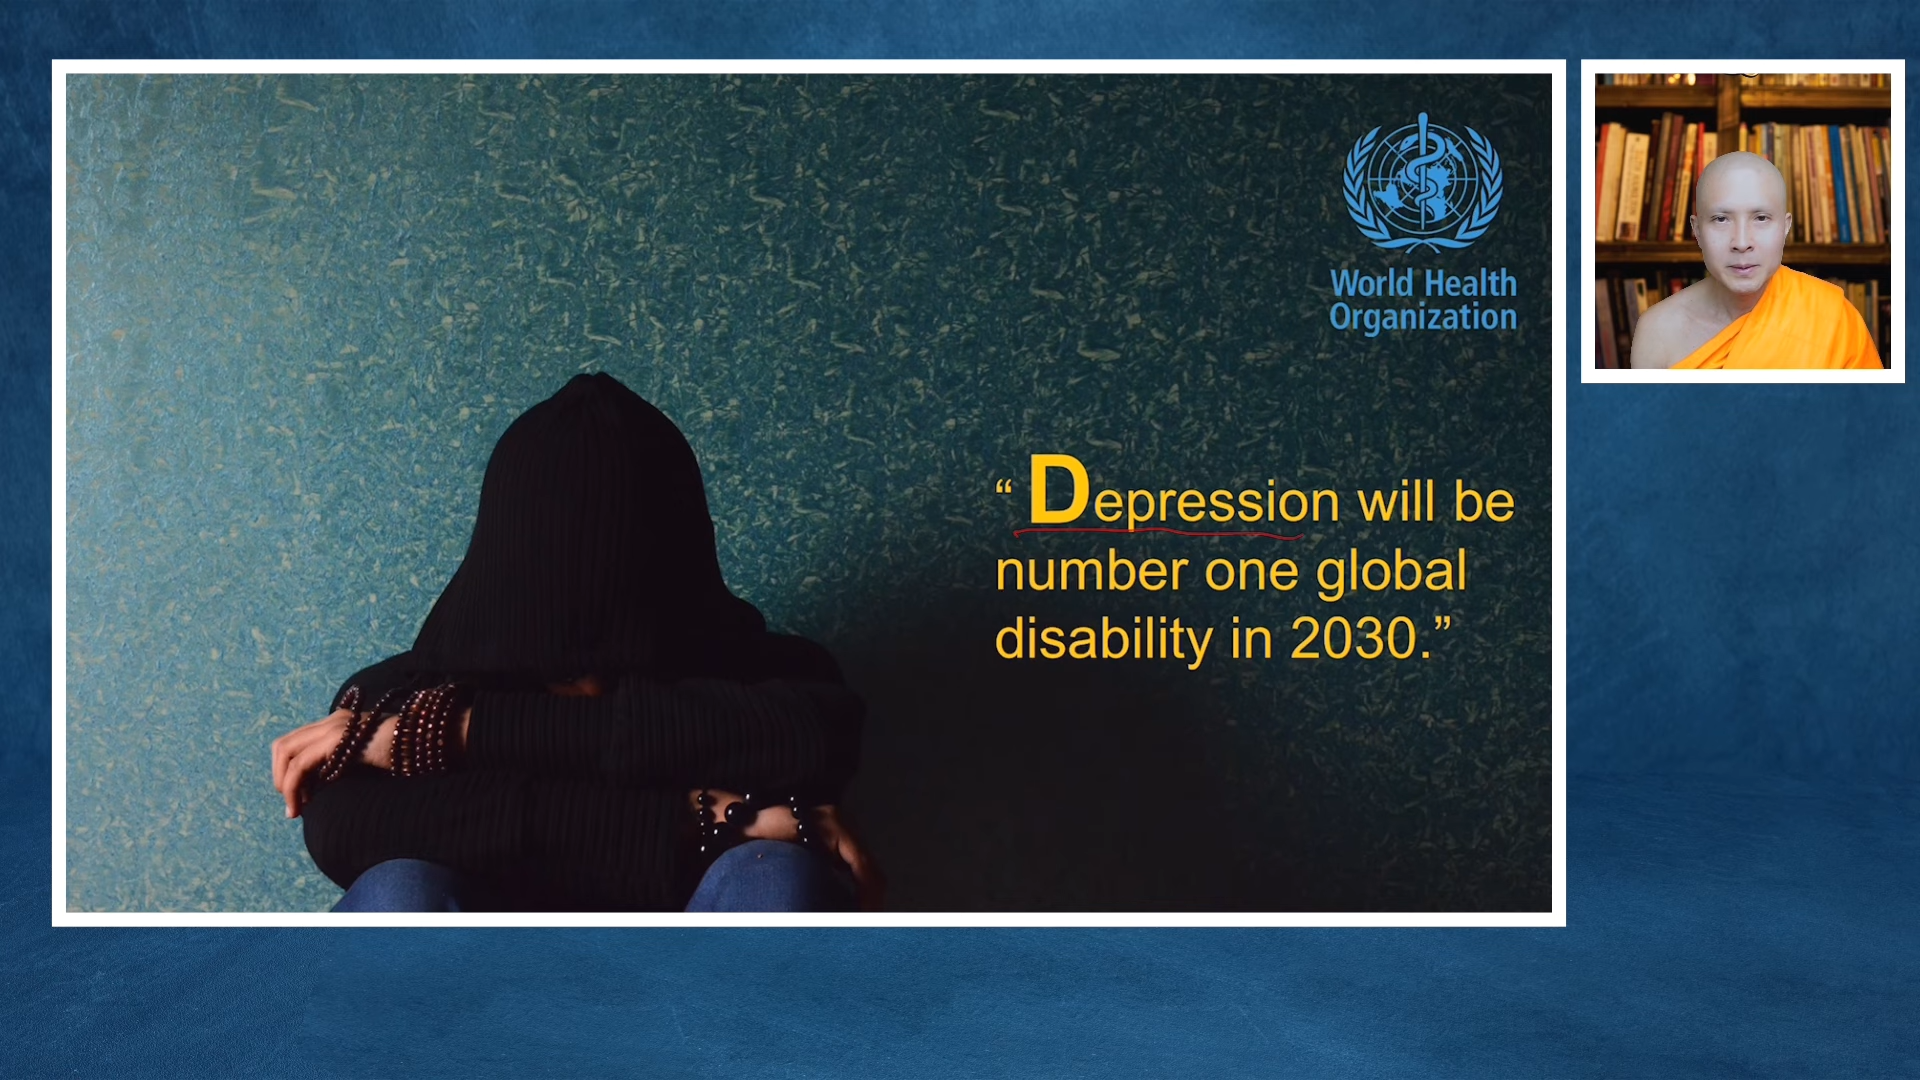 World Health
Organization
“ Depression will be
number one global
disability in 2030.”